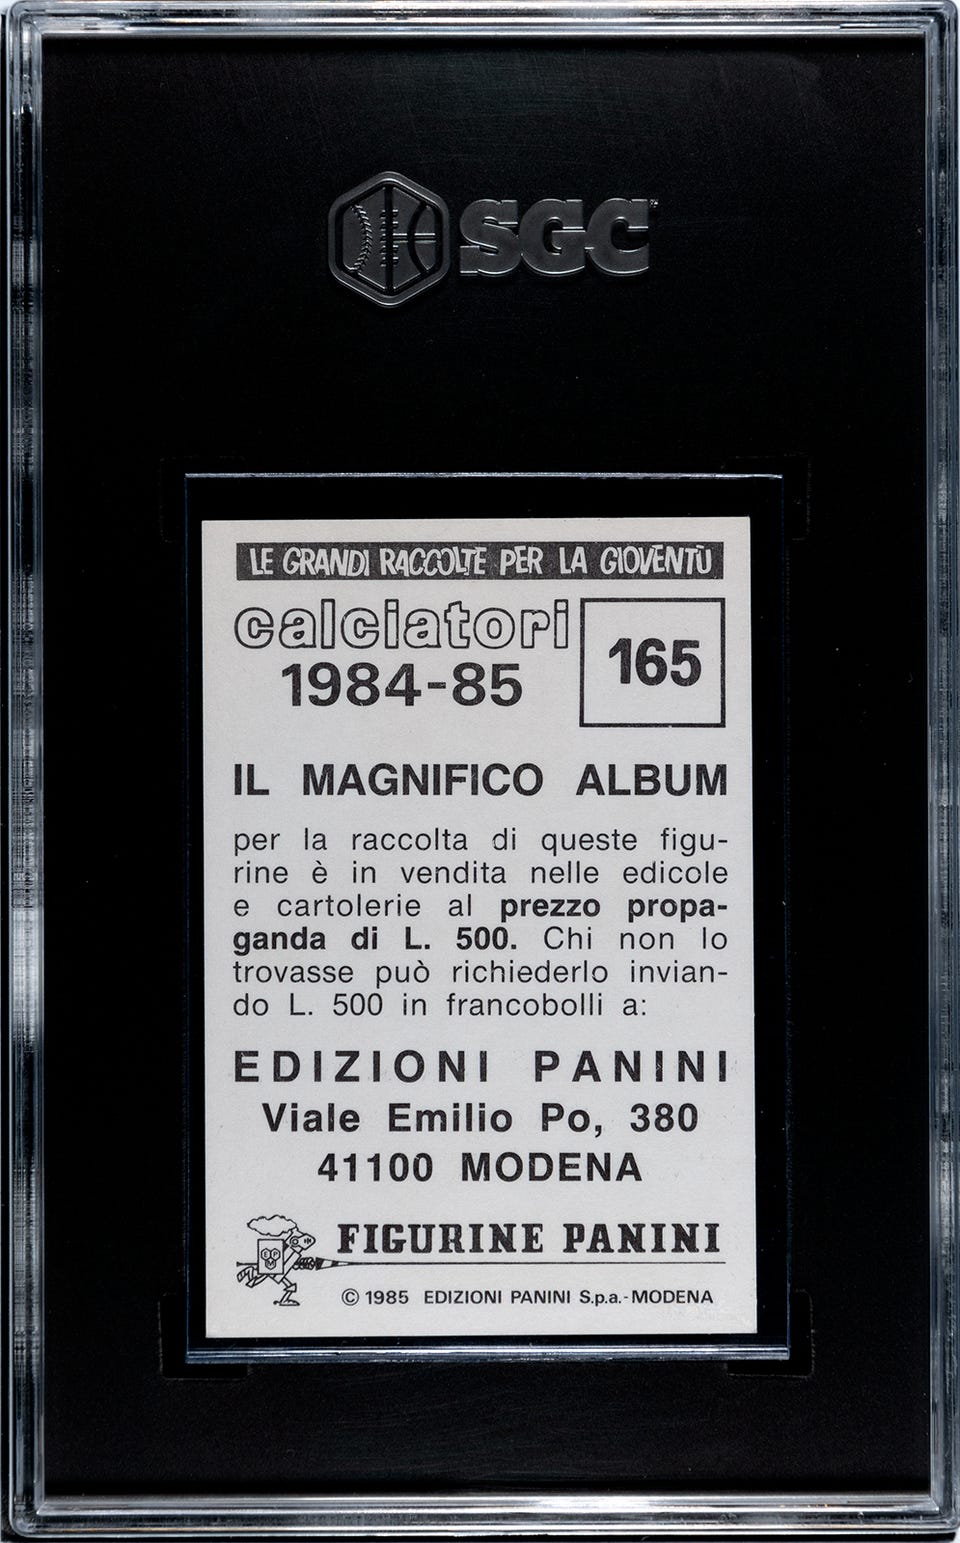 SGC
LE GRANDI RACCOLTE PER LA GIOVENTÙ
calciatori
1984-85
165
IL MAGNIFICO ALBUM
per la raccolta di queste figu-
rine è in vendita nelle edicole
e cartolerie al prezzo propa-
ganda di L. 500. Chi non lo
trovasse può richiederlo invian-
do L. 500 in francobolli a:
EDIZIONI PANINI
Viale Emilio Po, 380
41100 MODENA
FIGURINE PANINI
© 1985 EDIZIONI PANINI S.p.a.-MODENA